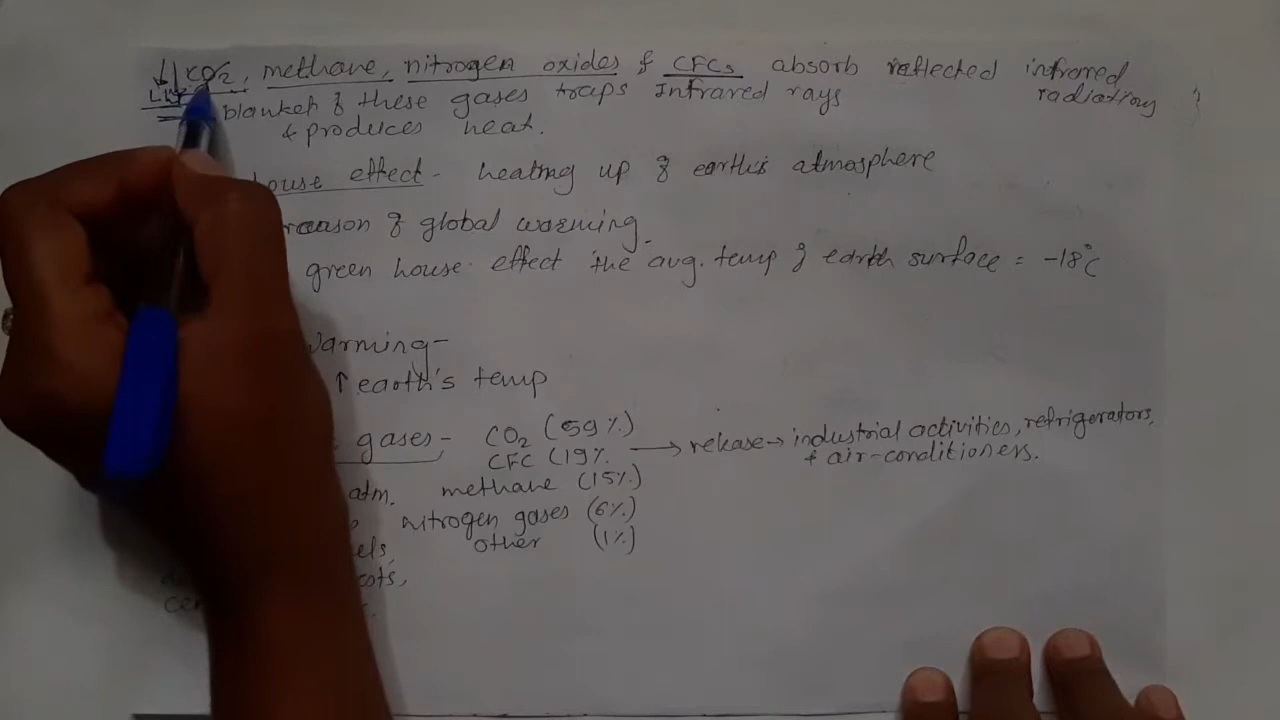 CO2, methane, nitrogen oxides & CFCs absorb reflected infrared radiation,
blanket of these gases traps Infrared rays
& produces heat.
house effect - heating up of earth's atmosphere
reason of global warming.
green house effect the avg. temp of earth surface = -18°C
warming-
↑ earth's temp
gases - CO2 (59%)
CFC (19%. → release → industrial activities, refrigerators,
& air-conditioners.
atm. methane (15%)
nitrogen gases (6%)
other (1%)